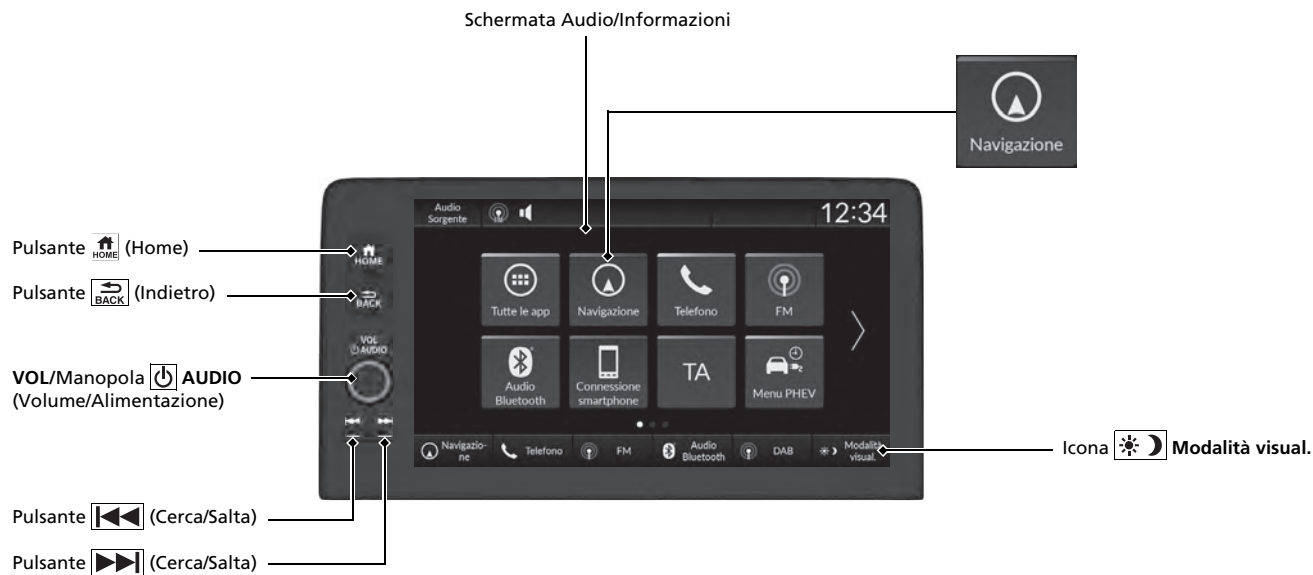 Schermata Audio/Informazioni
Navigazione
Audio
Sorgente
FM
12:34
Pulsante HOME (Home)
HOME
Pulsante BACK (Indietro)
BACK
Tutte le app
Navigazione
Telefono
FM
VOL
AUDIO
VOL/Manopola AUDIO
(Volume/Alimentazione)
Audio
Bluetooth
Connessione
smartphone
TA
Menu PHEV
Navigazio-
ne
Telefono
FM
Audio
Bluetooth
DAB
Modalità
visual.
Icona Modalità visual.
Pulsante (Cerca/Salta)
Pulsante (Cerca/Salta)